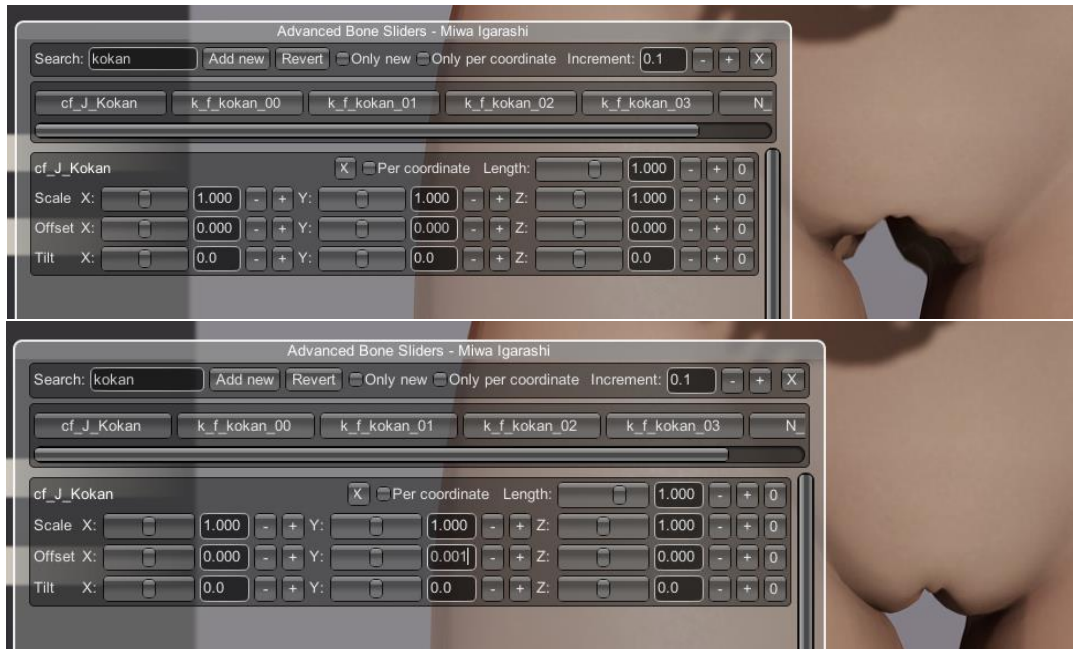 Advanced Bone Sliders - Miwa Igarashi
Search: kokan Add new Revert Only new Only per coordinate Increment: 0.1 - + X
cf_J_Kokan k_f_kokan_00 k_f_kokan_01 k_f_kokan_02 k_f_kokan_03 N_
cf_J_Kokan X Per coordinate Length: 1.000 - + 0
Scale X: 1.000 - + Y: 1.000 - + Z: 1.000 - + 0
Offset X: 0.000 - + Y: 0.000 - + Z: 0.000 - + 0
Tilt X: 0.0 - + Y: 0.0 - + Z: 0.0 - + 0
Advanced Bone Sliders - Miwa Igarashi
Search: kokan Add new Revert Only new Only per coordinate Increment: 0.1 - + X
cf_J_Kokan k_f_kokan_00 k_f_kokan_01 k_f_kokan_02 k_f_kokan_03 N_
cf_J_Kokan X Per coordinate Length: 1.000 - + 0
Scale X: 1.000 - + Y: 1.000 - + Z: 1.000 - + 0
Offset X: 0.000 - + Y: 0.001 - + Z: 0.000 - + 0
Tilt X: 0.0 - + Y: 0.0 - + Z: 0.0 - + 0